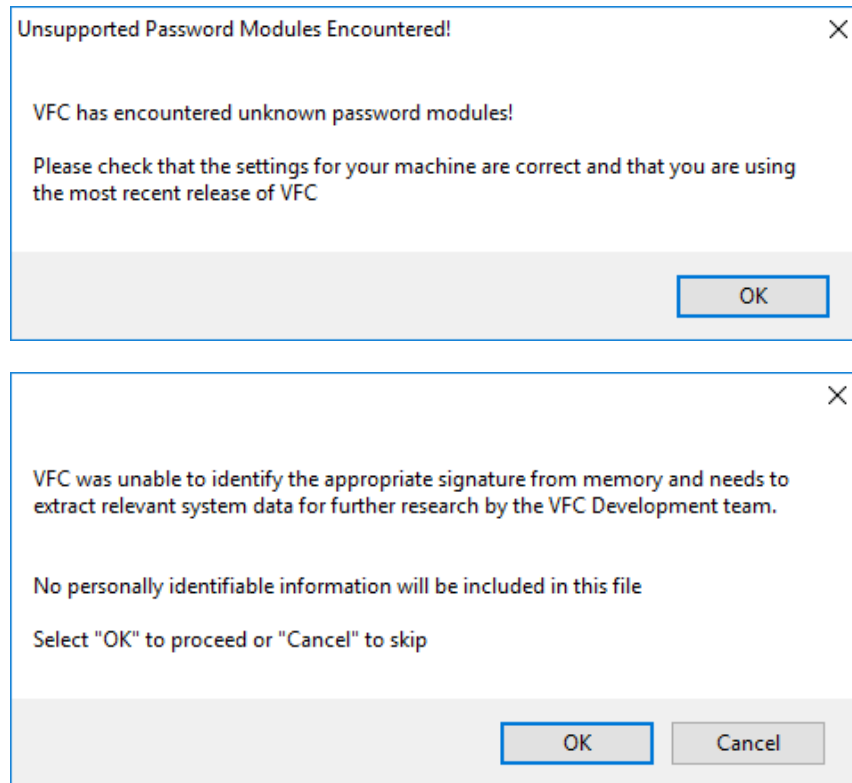 Unsupported Password Modules Encountered!
VFC has encountered unknown password modules!
Please check that the settings for your machine are correct and that you are using
the most recent release of VFC
OK
VFC was unable to identify the appropriate signature from memory and needs to
extract relevant system data for further research by the VFC Development team.
No personally identifiable information will be included in this file
Select "OK" to proceed or "Cancel" to skip
OK
Cancel